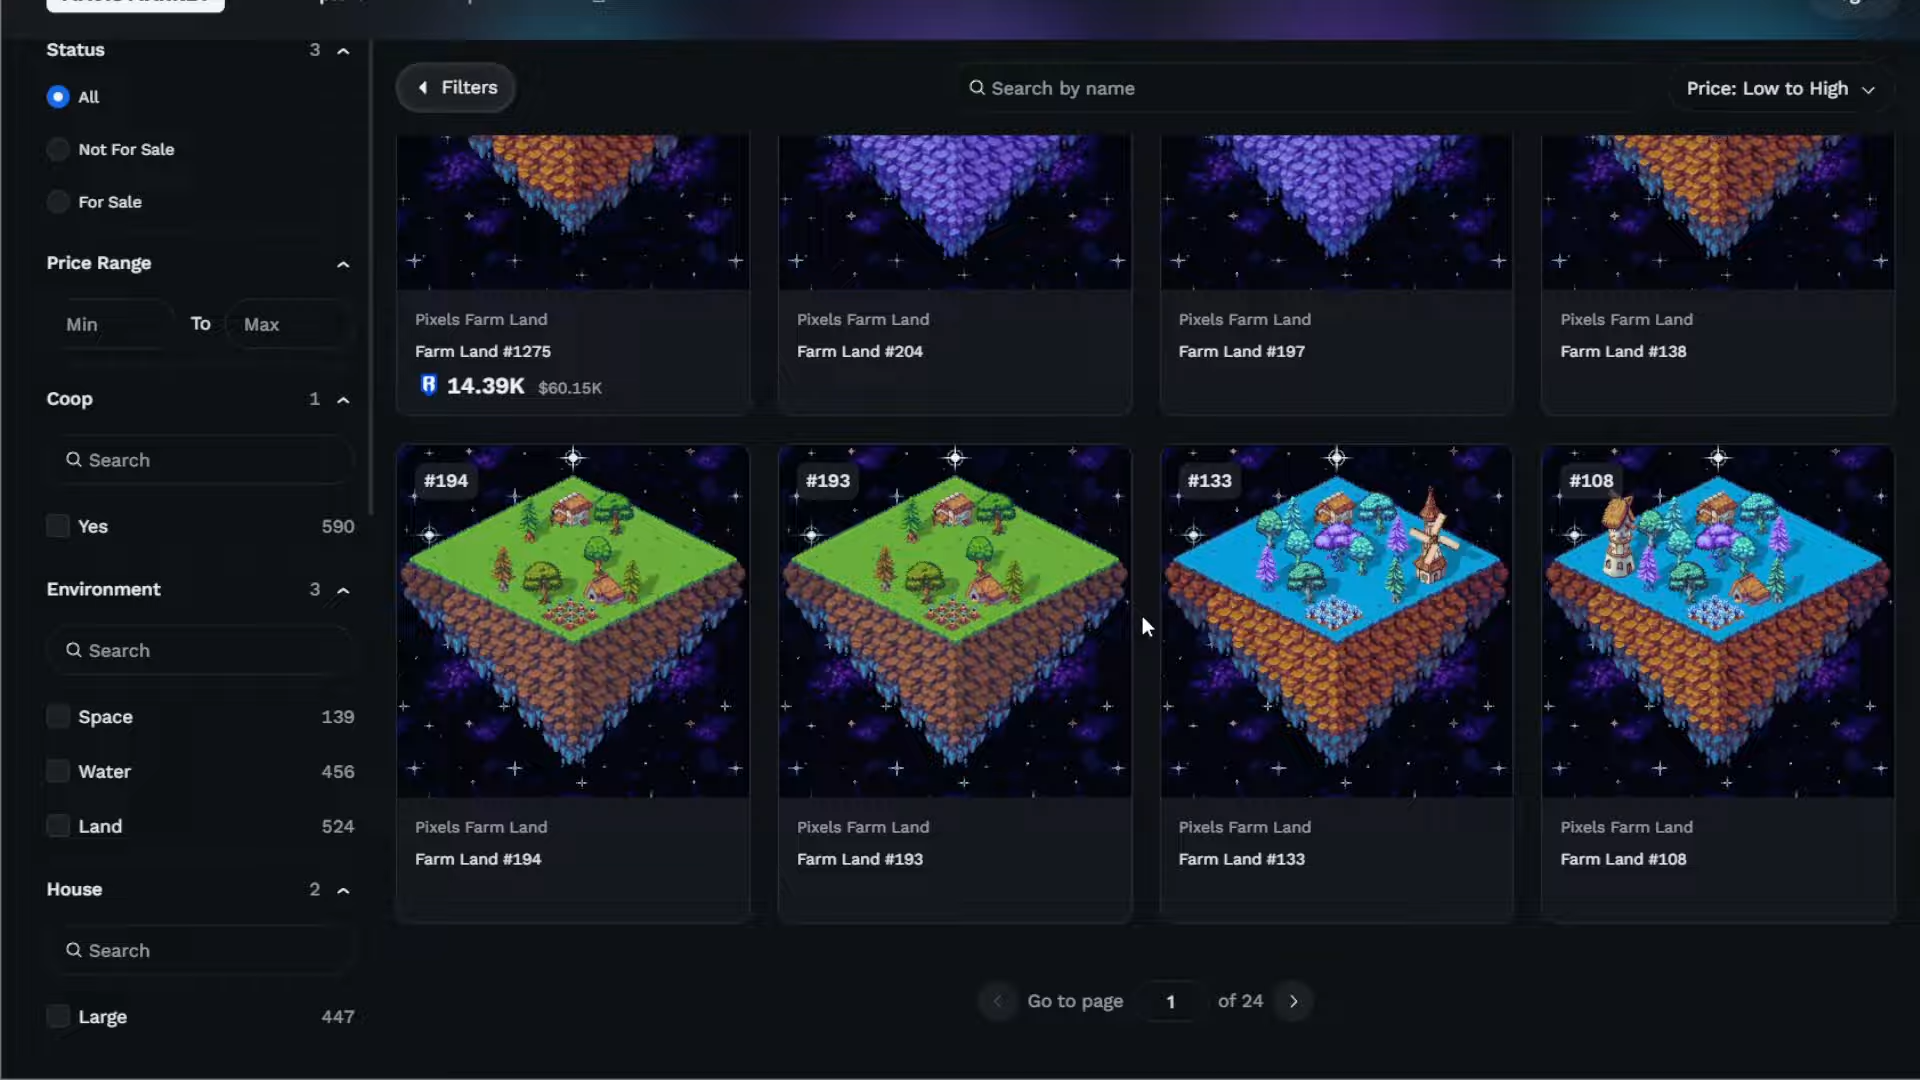 Status 3
All
Not For Sale
For Sale
Price Range
Min To Max
Coop 1
Search
Yes 590
Environment 3
Search
Space 139
Water 456
Land 524
House 2
Search
Large 447
Filters
Search by name
Price: Low to High
Pixels Farm Land
Farm Land #1275
14.39K $60.15K
Pixels Farm Land
Farm Land #204
Pixels Farm Land
Farm Land #197
Pixels Farm Land
Farm Land #138
#194
Pixels Farm Land
Farm Land #194
#193
Pixels Farm Land
Farm Land #193
#133
Pixels Farm Land
Farm Land #133
#108
Pixels Farm Land
Farm Land #108
Go to page 1 of 24